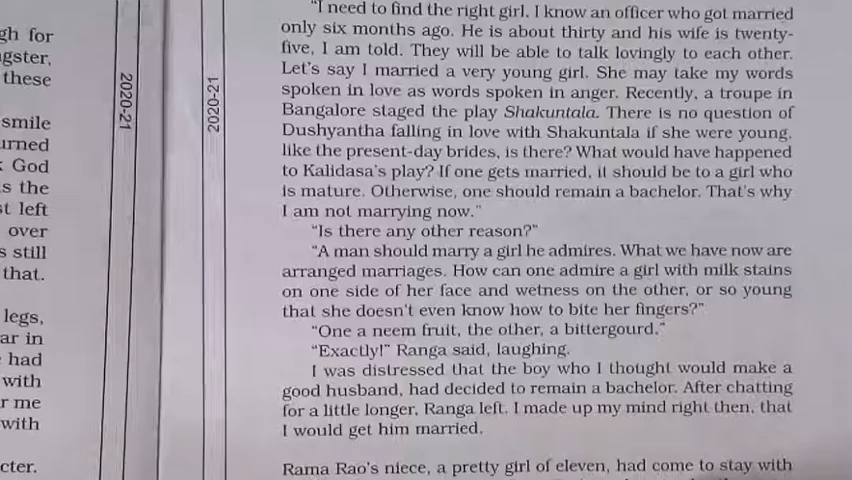 gh for
gster,
these
smile
urned
God
s the
st left
over
s still
that.
legs,
ar in
had
with
r me
with
cter.
2020-21
2020-21
“I need to find the right girl. I know an officer who got married
only six months ago. He is about thirty and his wife is twenty-
five, I am told. They will be able to talk lovingly to each other.
Let’s say I married a very young girl. She may take my words
spoken in love as words spoken in anger. Recently, a troupe in
Bangalore staged the play Shakuntala. There is no question of
Dushyantha falling in love with Shakuntala if she were young,
like the present-day brides, is there? What would have happened
to Kalidasa’s play? If one gets married, it should be to a girl who
is mature. Otherwise, one should remain a bachelor. That’s why
I am not marrying now.”
“Is there any other reason?”
“A man should marry a girl he admires. What we have now are
arranged marriages. How can one admire a girl with milk stains
on one side of her face and wetness on the other, or so young
that she doesn’t even know how to bite her fingers?”
“One a neem fruit, the other, a bittergourd.”
“Exactly!” Ranga said, laughing.
I was distressed that the boy who I thought would make a
good husband, had decided to remain a bachelor. After chatting
for a little longer, Ranga left. I made up my mind right then, that
I would get him married.
Rama Rao’s niece, a pretty girl of eleven, had come to stay with